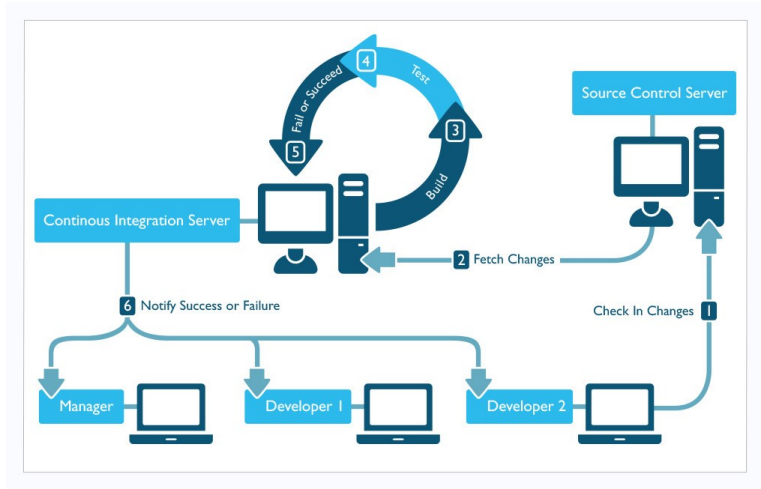 4
Test
Fail or Succeed
3
5
Build
Source Control Server
Continous Integration Server
2 Fetch Changes
6 Notify Success or Failure
Check In Changes 1
Manager
Developer 1
Developer 2